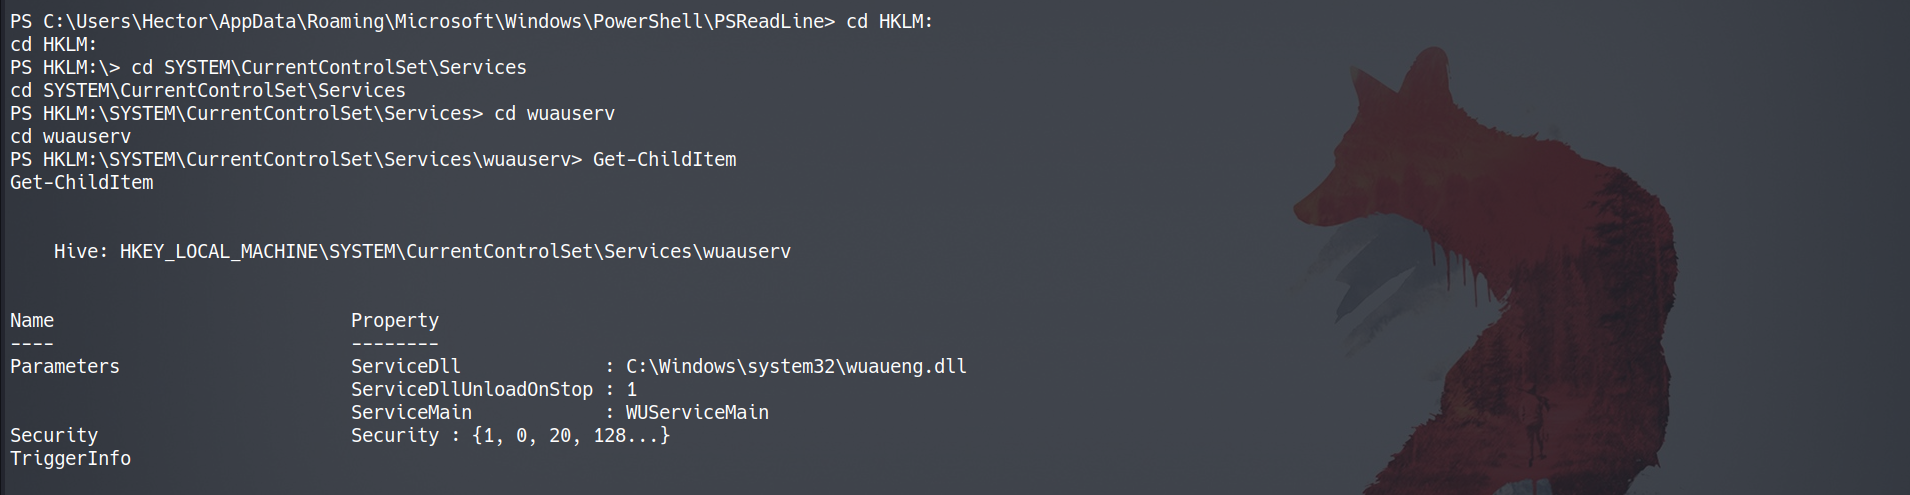 PS C:\Users\Hector\AppData\Roaming\Microsoft\Windows\PowerShell\PSReadLine> cd HKLM:
cd HKLM:
PS HKLM:\> cd SYSTEM\CurrentControlSet\Services
cd SYSTEM\CurrentControlSet\Services
PS HKLM:\SYSTEM\CurrentControlSet\Services> cd wuauserv
cd wuauserv
PS HKLM:\SYSTEM\CurrentControlSet\Services\wuauserv> Get-ChildItem
Get-ChildItem
Hive: HKEY_LOCAL_MACHINE\SYSTEM\CurrentControlSet\Services\wuauserv
Name Property
---- --------
Parameters ServiceDll : C:\Windows\system32\wuaueng.dll
ServiceDllUnloadOnStop : 1
ServiceMain : WUServiceMain
Security Security : {1, 0, 20, 128...}
TriggerInfo